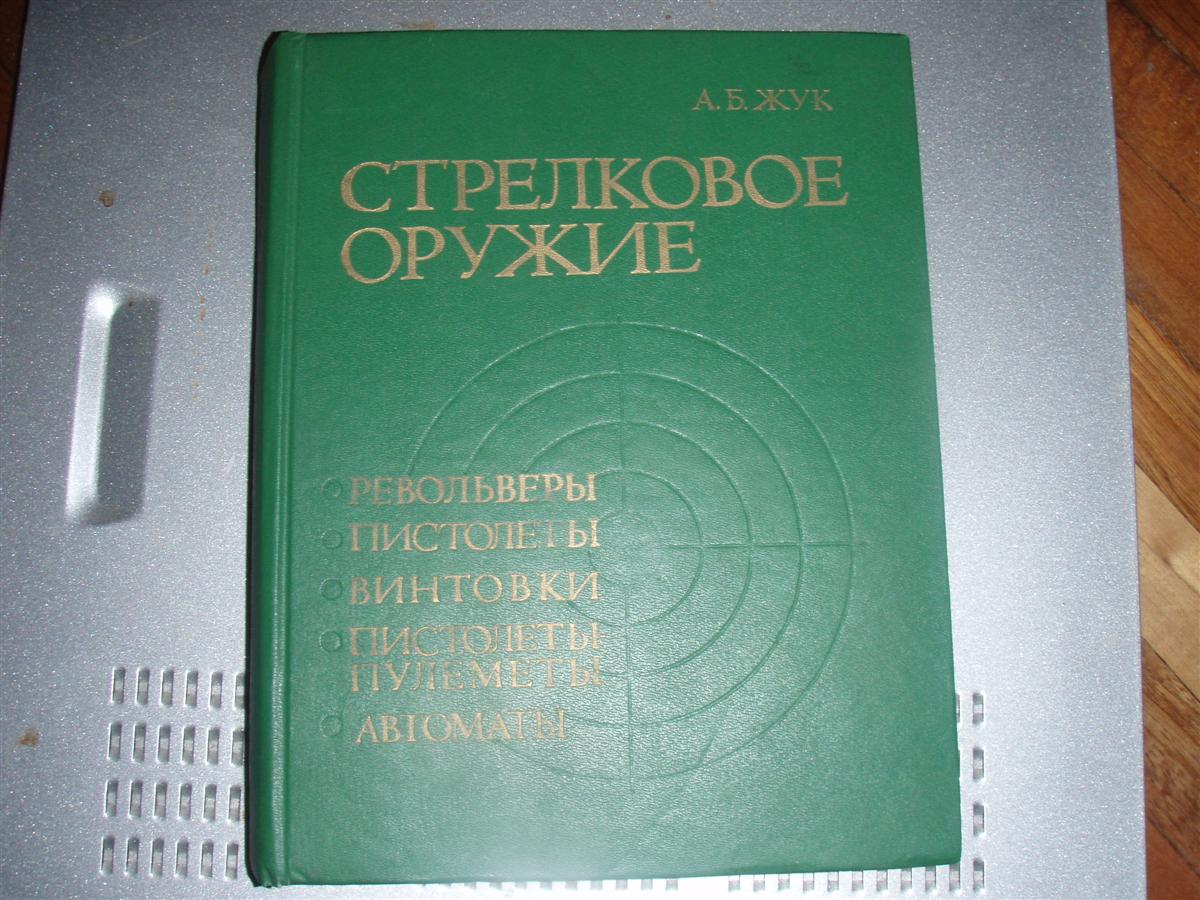 А. Б. ЖУК
СТРЕЛКОВОЕ
ОРУЖИЕ
РЕВОЛЬВЕРЫ
ПИСТОЛЕТЫ
ВИНТОВКИ
ПИСТОЛЕТЫ-
ПУЛЕМЕТЫ
АВТОМАТЫ